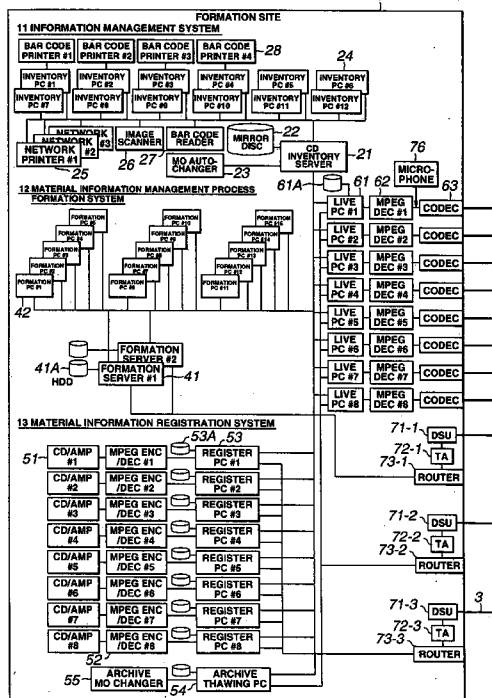 FORMATION SITE
11 INFORMATION MANAGEMENT SYSTEM
BAR CODE PRINTER #1
BAR CODE PRINTER #2
BAR CODE PRINTER #3
BAR CODE PRINTER #4
28
24
INVENTORY PC #1
INVENTORY PC #2
INVENTORY PC #3
INVENTORY PC #4
INVENTORY PC #5
INVENTORY PC #6
INVENTORY PC #7
INVENTORY PC #8
INVENTORY PC #9
INVENTORY PC #10
INVENTORY PC #11
INVENTORY PC #12
NETWORK #3
NETWORK #2
NETWORK PRINTER #1
25
IMAGE SCANNER
26
BAR CODE READER
27
MIRROR DISC
22
MO AUTO-CHANGER
23
CD INVENTORY SERVER
21
76
MICRO-PHONE
61A
61
62
63
12 MATERIAL INFORMATION MANAGEMENT PROCESS FORMATION SYSTEM
FORMATION PC #1
FORMATION PC #11
42
41A
HDD
FORMATION SERVER #2
FORMATION SERVER #1
41
LIVE PC #1
MPEG DEC #1
CODEC
LIVE PC #2
MPEG DEC #2
CODEC
LIVE PC #3
MPEG DEC #3
CODEC
LIVE PC #4
MPEG DEC #4
CODEC
LIVE PC #5
MPEG DEC #5
CODEC
LIVE PC #6
MPEG DEC #6
CODEC
LIVE PC #7
MPEG DEC #7
CODEC
LIVE PC #8
MPEG DEC #8
CODEC
13 MATERIAL INFORMATION REGISTRATION SYSTEM
53A
53
51
CD/AMP #1
MPEG ENC/DEC #1
REGISTER PC #1
CD/AMP #2
MPEG ENC/DEC #2
REGISTER PC #2
CD/AMP #3
MPEG ENC/DEC #3
REGISTER PC #3
CD/AMP #4
MPEG ENC/DEC #4
REGISTER PC #4
CD/AMP #5
MPEG ENC/DEC #5
REGISTER PC #5
CD/AMP #6
MPEG ENC/DEC #6
REGISTER PC #6
CD/AMP #7
MPEG ENC/DEC #7
REGISTER PC #7
CD/AMP #8
MPEG ENC/DEC #8
REGISTER PC #8
52
ARCHIVE MO CHANGER
55
ARCHIVE THAWING PC
54
71-1
DSU
72-1
TA
73-1
ROUTER
71-2
DSU
72-2
TA
73-2
ROUTER
3
71-3
DSU
72-3
TA
73-3
ROUTER